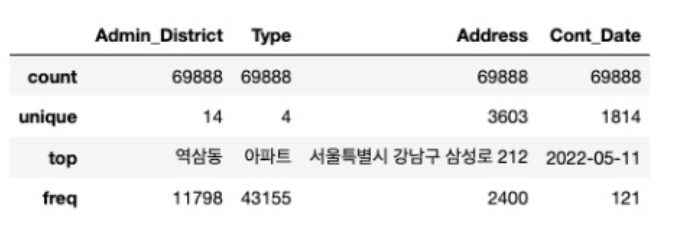 Admin_District Type Address Cont_Date
count 69888 69888 69888 69888
unique 14 4 3603 1814
top 역삼동 아파트 서울특별시 강남구 삼성로 212 2022-05-11
freq 11798 43155 2400 121